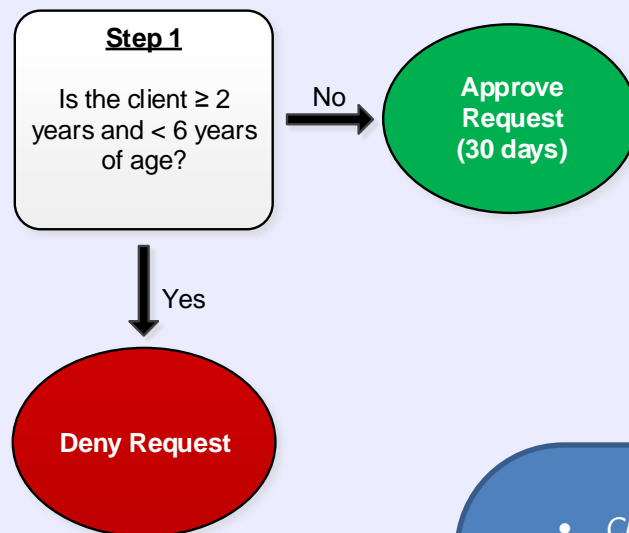 Step 1
Is the client ≥ 2
years and < 6 years
of age?
No
Approve
Request
(30 days)
Yes
Deny Request
•